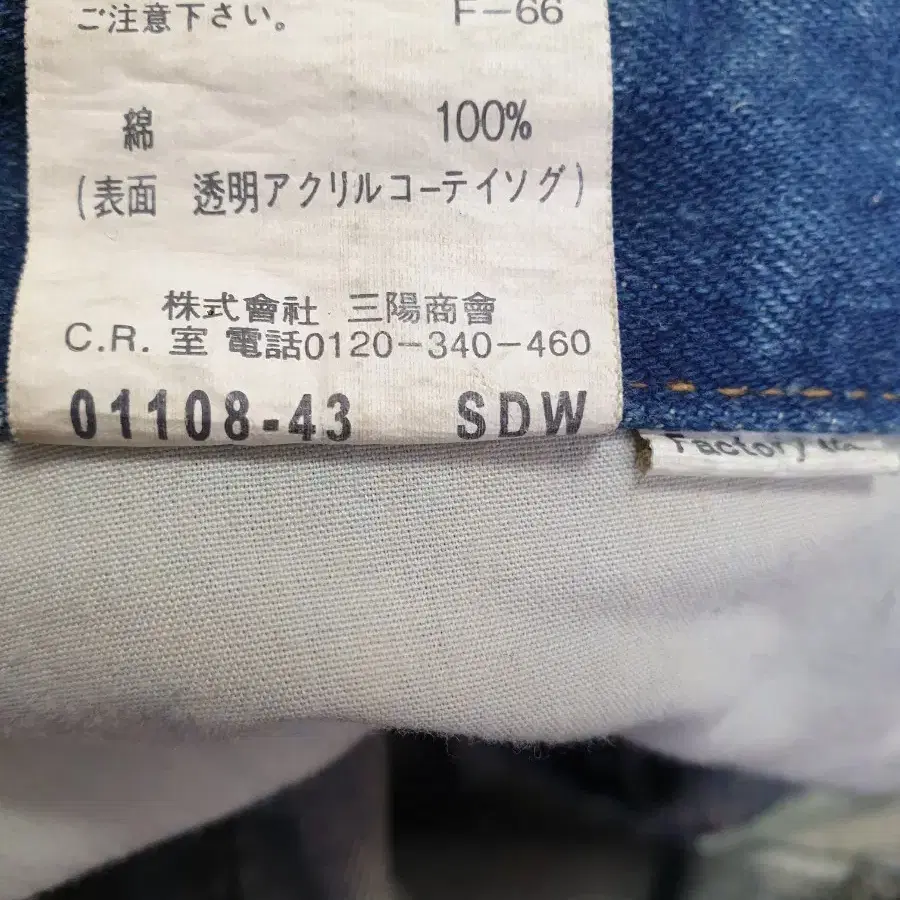 ご注意下さい。 F-66
綿 100%
(表面 透明アクリルコーテイソグ)
株式會社 三陽商會
C.R. 室 電話0120-340-460
01108-43 SDW
Factory